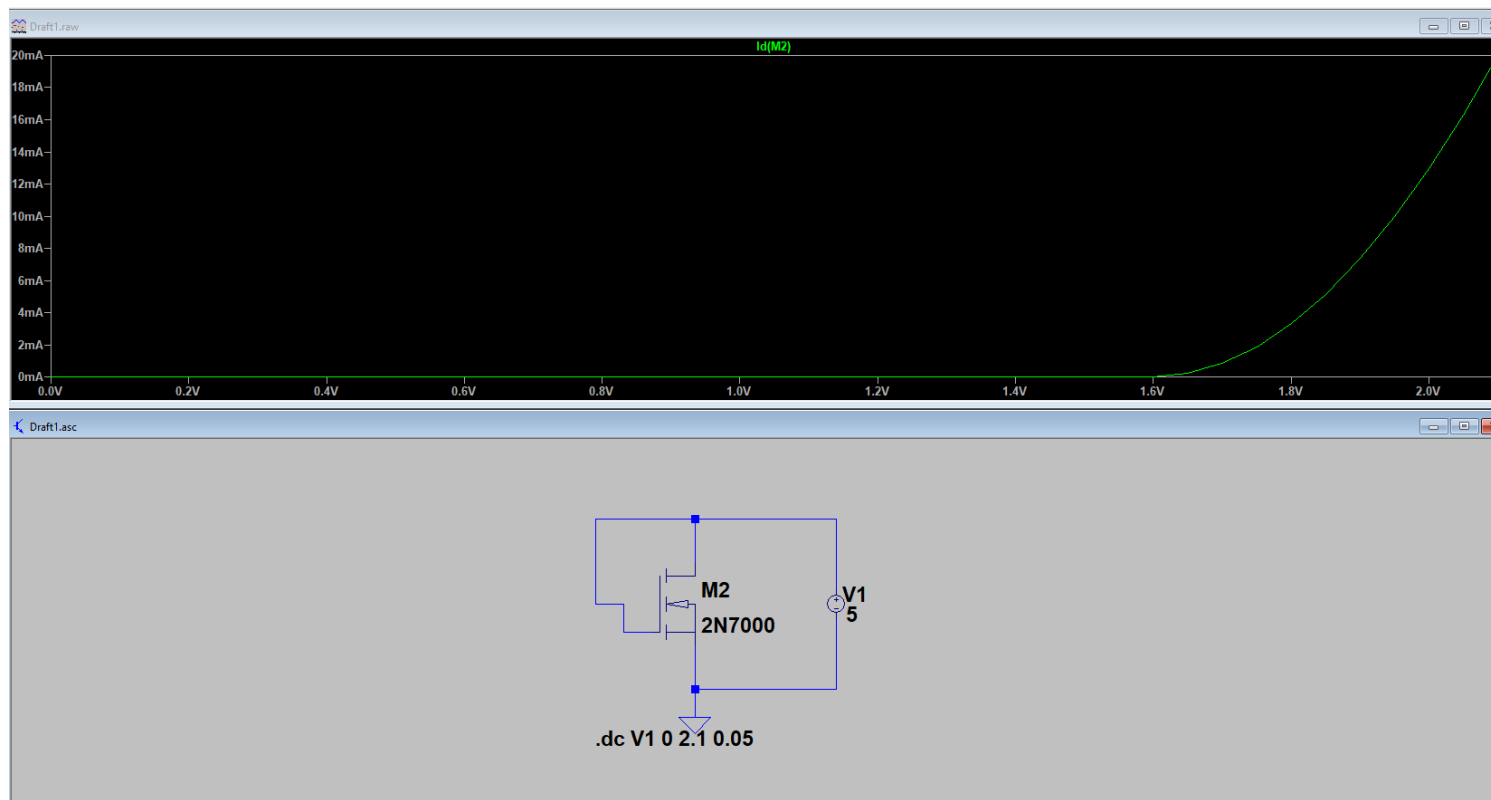 Draft1.raw
Id(M2)
20mA
18mA
16mA
14mA
12mA
10mA
8mA
6mA
4mA
2mA
0mA
0.0V 0.2V 0.4V 0.6V 0.8V 1.0V 1.2V 1.4V 1.6V 1.8V 2.0V
Draft1.asc
M2
2N7000
V1
5
.dc V1 0 2.1 0.05